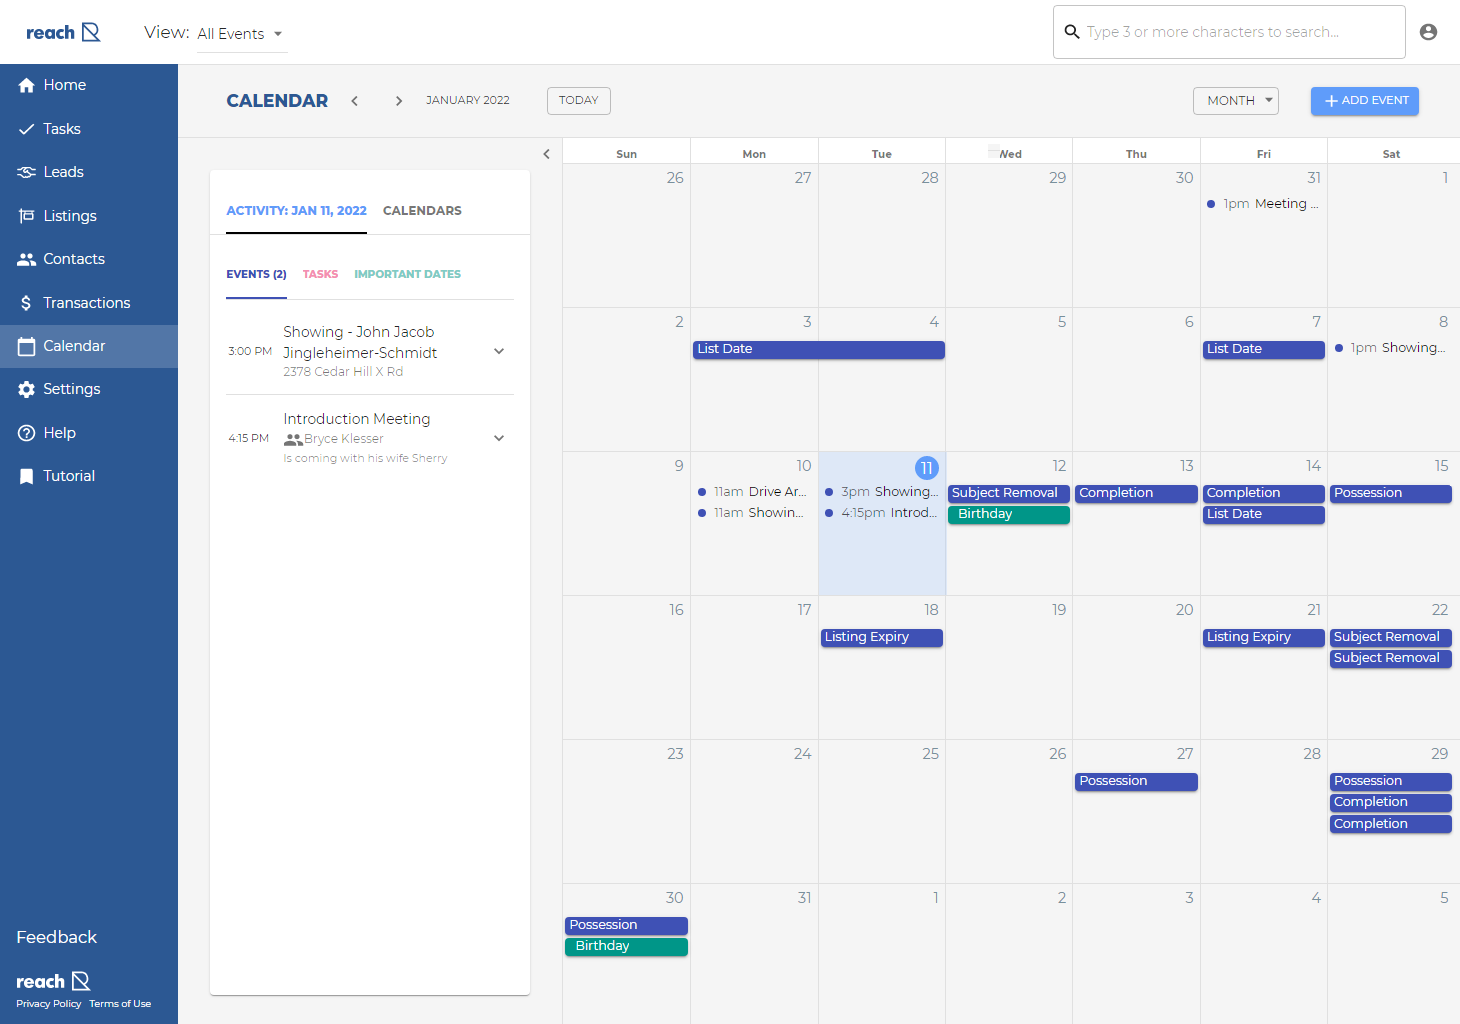 reach
View: All Events
Type 3 or more characters to search...
Home
Tasks
Leads
Listings
Contacts
Transactions
Calendar
Settings
Help
Tutorial
Feedback
reach
Privacy Policy Terms of Use
CALENDAR
JANUARY 2022
TODAY
MONTH
ADD EVENT
ACTIVITY: JAN 11, 2022 CALENDARS
EVENTS (2) TASKS IMPORTANT DATES
3:00 PM
Showing - John Jacob
Jingleheimer-Schmidt
2378 Cedar Hill X Rd
4:15 PM
Introduction Meeting
Bryce Klesser
Is coming with his wife Sherry
Sun Mon Tue Wed Thu Fri Sat
26 27 28 29 30 31 1
1pm Meeting ...
2 3 4 5 6 7 8
List Date List Date 1pm Showing...
9 10 11 12 13 14 15
11am Drive Ar... 3pm Showing... Subject Removal Completion Completion Possession
11am Showin... 4:15pm Introd... Birthday List Date
16 17 18 19 20 21 22
Listing Expiry Listing Expiry Subject Removal
Subject Removal
23 24 25 26 27 28 29
Possession Possession
Completion
Completion
30 31 1 2 3 4 5
Possession
Birthday